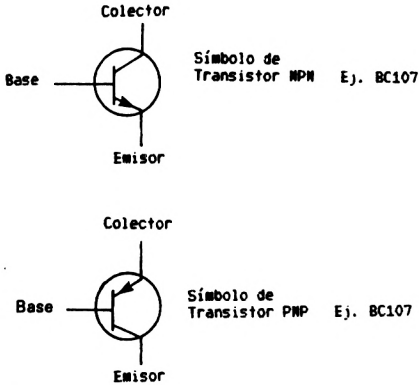 Colector
Símbolo de
Base Transistor NPN Ej. BC107
Emisor
Colector
Símbolo de
Base Transistor PNP Ej. BC107
Emisor